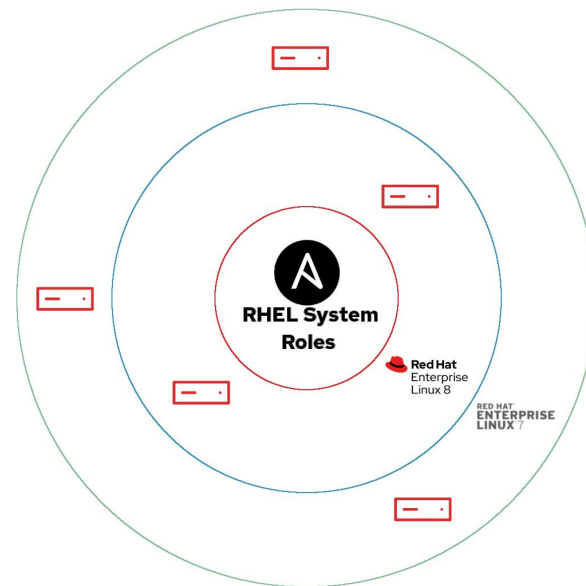 RHEL System
Roles
Red Hat
Enterprise
Linux 8
RED HAT
ENTERPRISE
LINUX 7